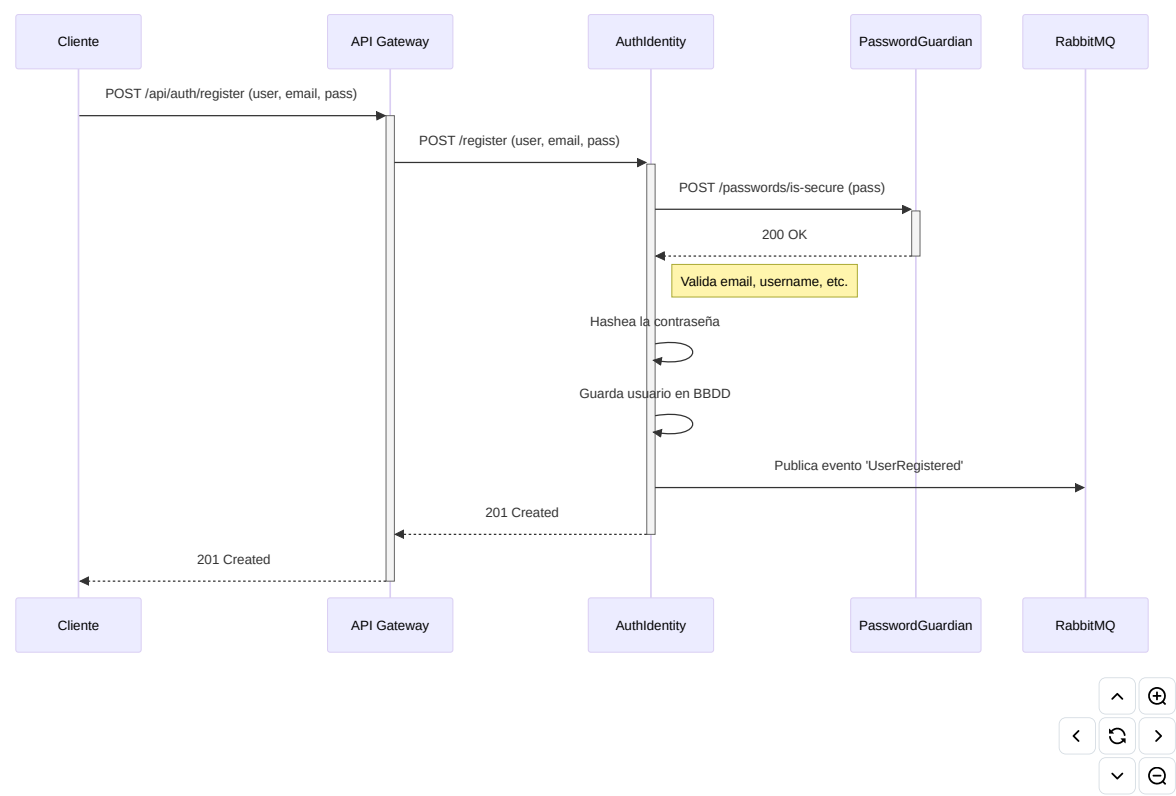 Cliente
API Gateway
AuthIdentity
PasswordGuardian
RabbitMQ
POST /api/auth/register (user, email, pass)
POST /register (user, email, pass)
POST /passwords/is-secure (pass)
200 OK
Valida email, username, etc.
Hashea la contraseña
Guarda usuario en BBDD
Publica evento 'UserRegistered'
201 Created
201 Created
Cliente
API Gateway
AuthIdentity
PasswordGuardian
RabbitMQ